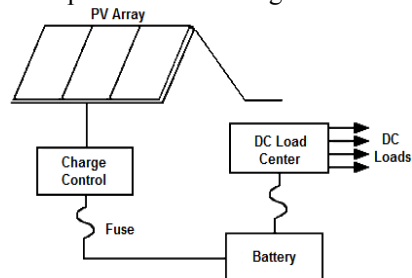 PV Array
DC Load
Center
DC
Loads
Charge
Control
Fuse
Battery